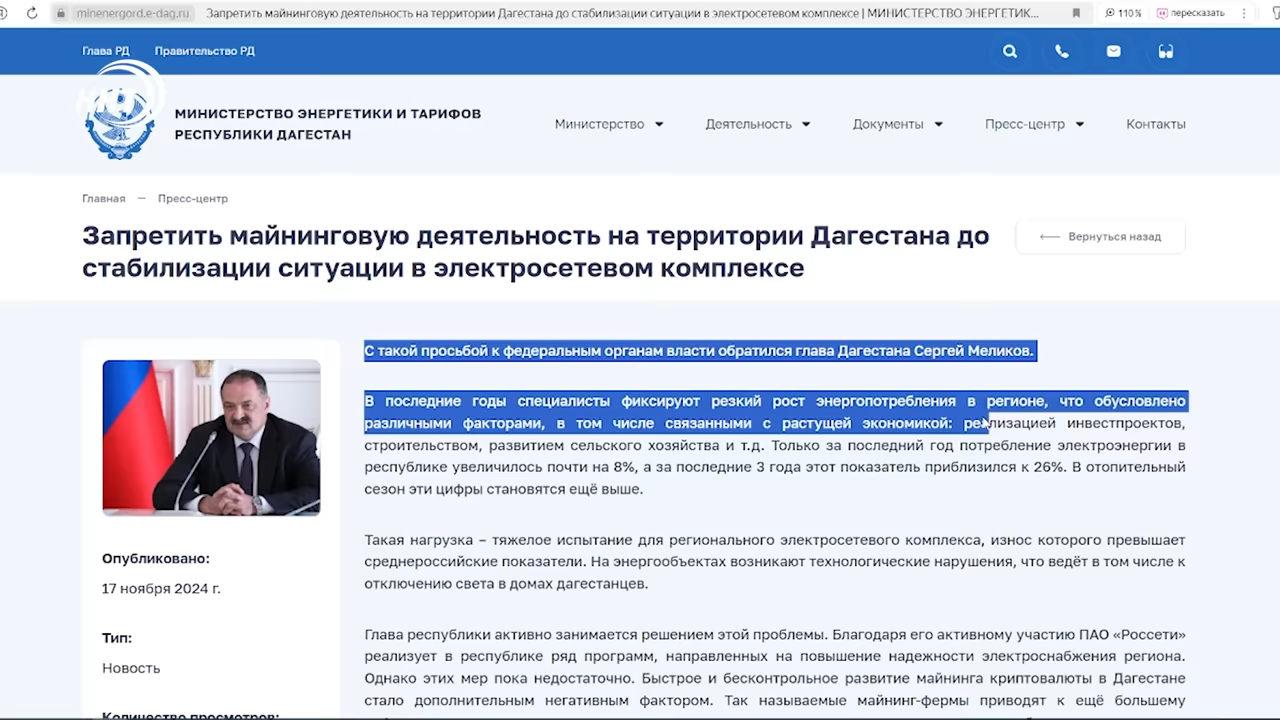 minenergord.e-dag.ru Запретить майнинговую деятельность на территории Дагестана до стабилизации ситуации в электросетевом комплексе | МИНИСТЕРСТВО ЭНЕРГЕТИК... 110% пересказать
Глава РД Правительство РД
ННТ
МИНИСТЕРСТВО ЭНЕРГЕТИКИ И ТАРИФОВ
РЕСПУБЛИКИ ДАГЕСТАН
Министерство Деятельность Документы Пресс-центр Контакты
Главная — Пресс-центр
Запретить майнинговую деятельность на территории Дагестана до
стабилизации ситуации в электросетевом комплексе
Вернуться назад
С такой просьбой к федеральным органам власти обратился глава Дагестана Сергей Меликов.
В последние годы специалисты фиксируют резкий рост энергопотребления в регионе, что обусловлено
различными факторами, в том числе связанными с растущей экономикой: реализацией инвестпроектов,
строительством, развитием сельского хозяйства и т.д. Только за последний год потребление электроэнергии в
республике увеличилось почти на 8%, а за последние 3 года этот показатель приблизился к 26%. В отопительный
сезон эти цифры становятся ещё выше.
Такая нагрузка – тяжелое испытание для регионального электросетевого комплекса, износ которого превышает
среднероссийские показатели. На энергообъектах возникают технологические нарушения, что ведёт в том числе к
отключению света в домах дагестанцев.
Глава республики активно занимается решением этой проблемы. Благодаря его активному участию ПАО «Россети»
реализует в республике ряд программ, направленных на повышение надежности электроснабжения региона.
Однако этих мер пока недостаточно. Быстрое и бесконтрольное развитие майнинга криптовалюты в Дагестане
стало дополнительным негативным фактором. Так называемые майнинг-фермы приводят к ещё большему
Опубликовано:
17 ноября 2024 г.
Тип:
Новость
Количество просмотров: